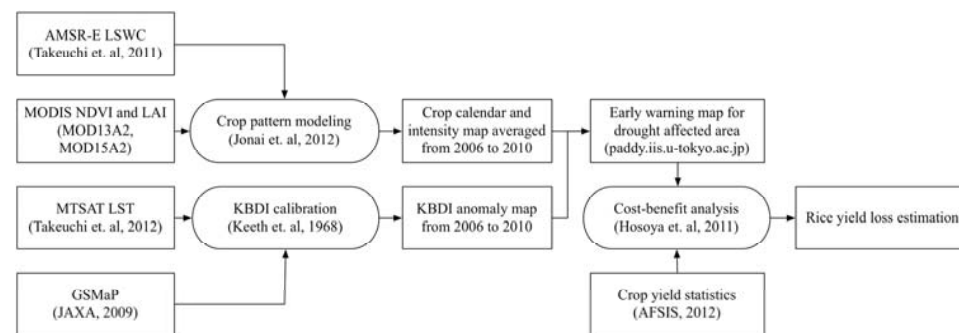 AMSR-E LSWC
(Takeuchi et. al, 2011)
MODIS NDVI and LAI
(MOD13A2,
MOD15A2)
Crop pattern modeling
(Jonai et. al, 2012)
Crop calendar and
intensity map averaged
from 2006 to 2010
Early warning map for
drought affected area
(paddy.iis.u-tokyo.ac.jp)
MTSAT LST
(Takeuchi et. al, 2012)
KBDI calibration
(Keeth et. al, 1968)
KBDI anomaly map
from 2006 to 2010
Cost-benefit analysis
(Hosoya et. al, 2011)
Rice yield loss estimation
GSMaP
(JAXA, 2009)
Crop yield statistics
(AFSIS, 2012)